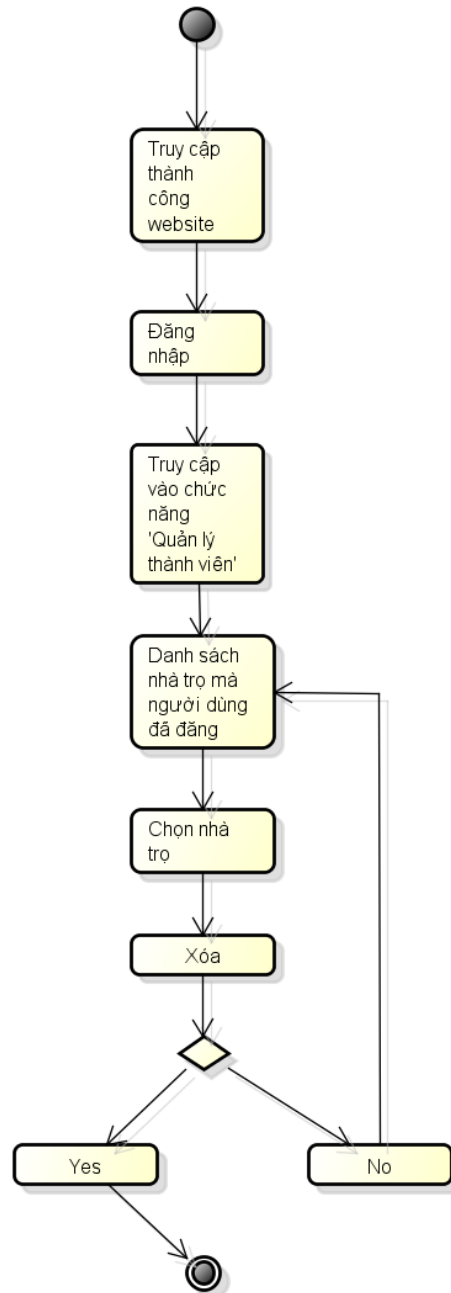 Truy cập
thành
công
website
Đăng
nhập
Truy cập
vào chức
năng
'Quản lý
thành viên'
Danh sách
nhà trọ mà
người dùng
đã đăng
Chọn nhà
trọ
Xóa
Yes
No